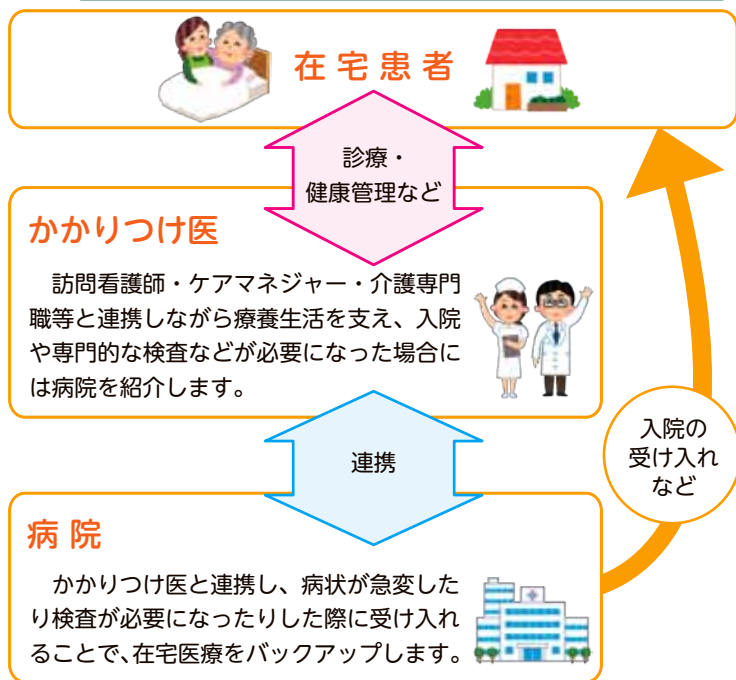 在宅患者
診療・
健康管理など
かかりつけ医
訪問看護師・ケアマネジャー・介護専門
職等と連携しながら療養生活を支え、入院
や専門的な検査などが必要になった場合に
は病院を紹介します。
連携
入院の
受け入れ
など
病院
かかりつけ医と連携し、病状が急変した
り検査が必要になったりした際に受け入れ
ることで、在宅医療をバックアップします。